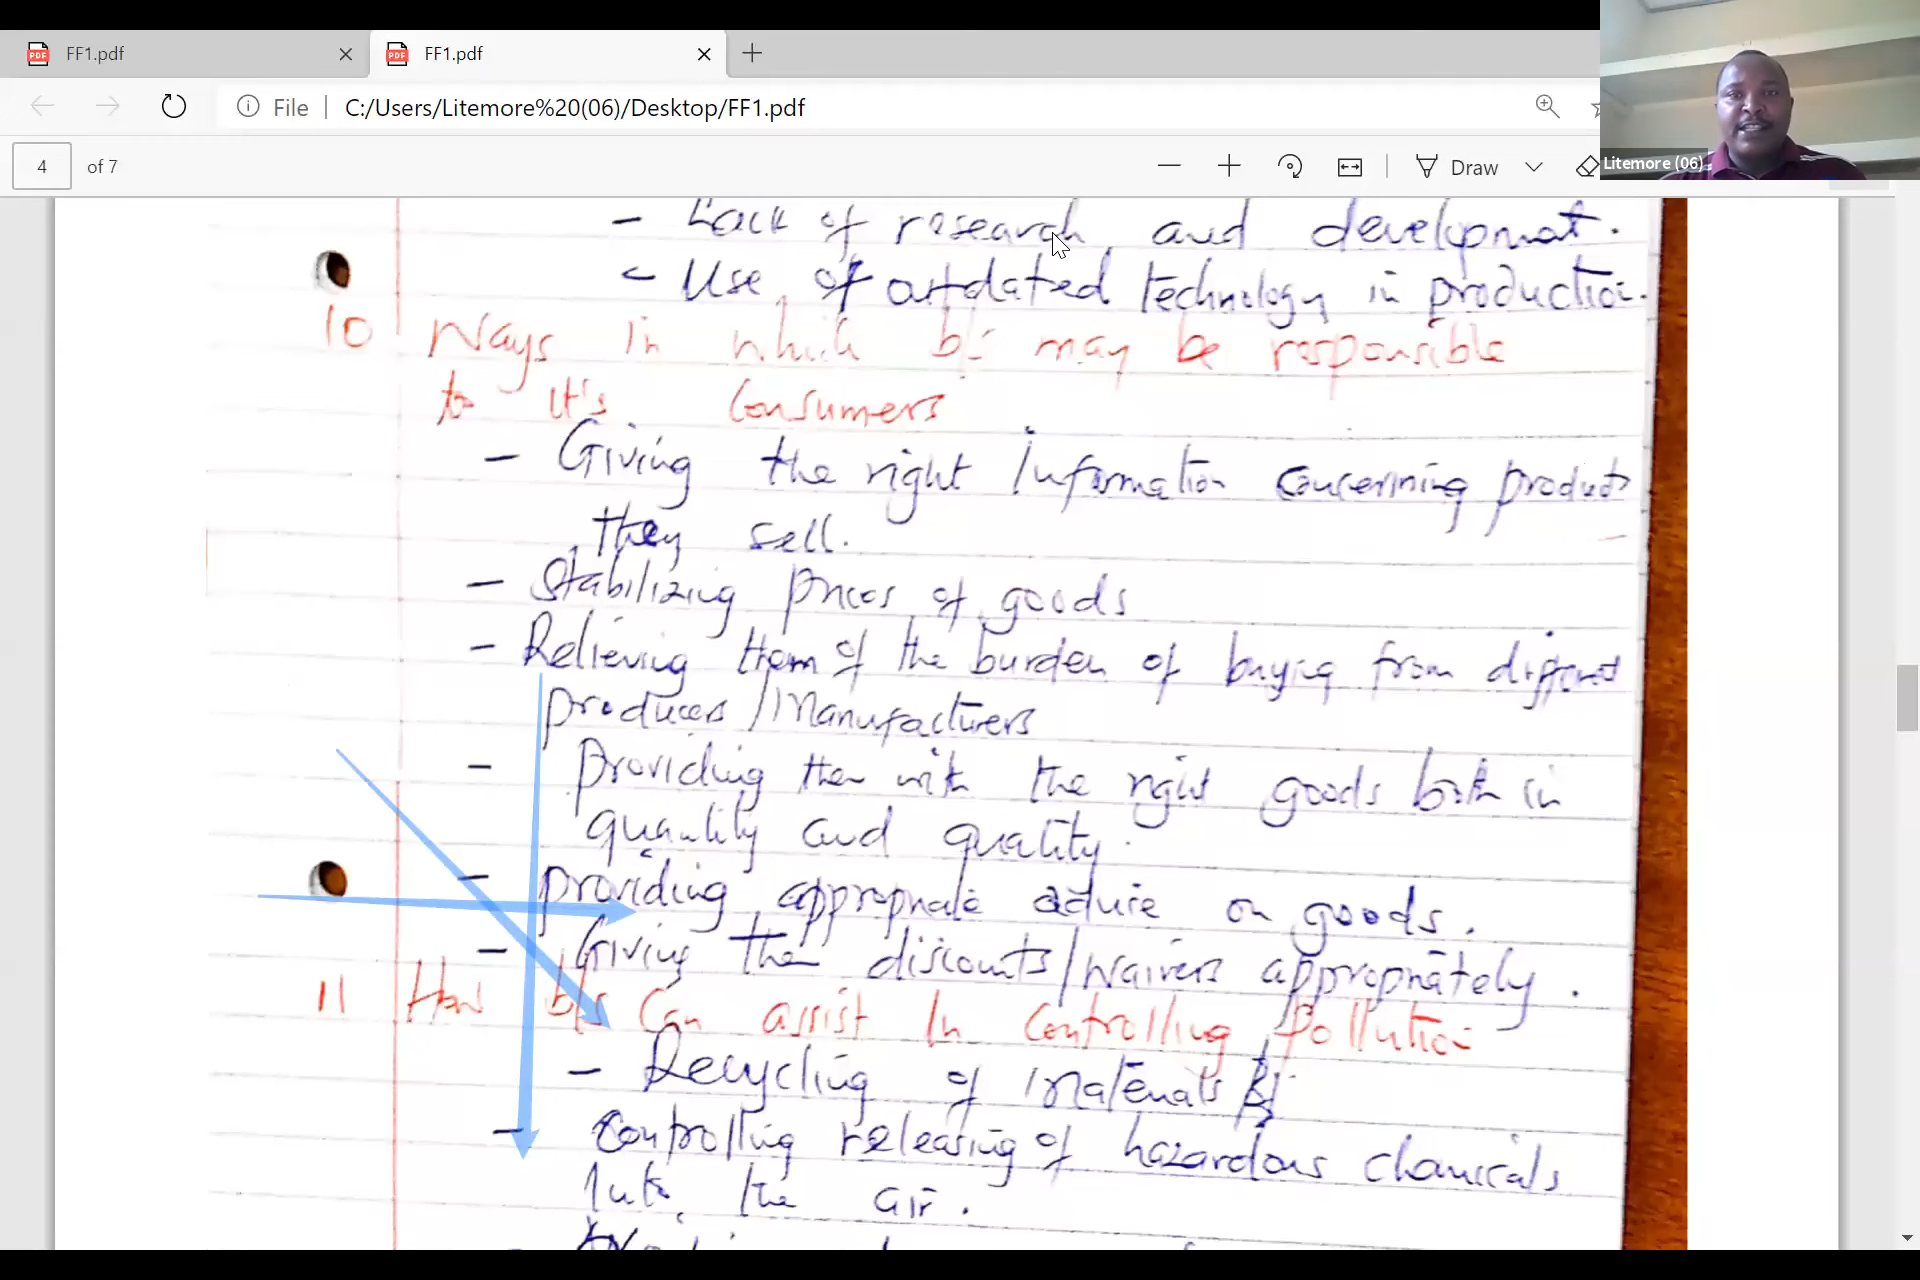 FF1.pdf
FF1.pdf
File
C:/Users/Litemore%20(06)/Desktop/FF1.pdf
4 of 7
Draw
Litemore (06)
- Lack of research and development.
- Use of outdated technology in production.
10 Ways in which bs may be responsible
to it's consumers
- Giving the right information concerning product
they sell.
- Stabilizing prices of goods
- Relieving them of the burden of buying from different
producers / Manufacturers
- Providing them with the right goods both in
quantity and quality.
- providing appropriate advice on goods.
- Giving them discounts/waivers appropriately.
11 How b/s can assist in controlling pollution
- Recycling of materials
- controlling releasing of hazardous chemicals
into the air.